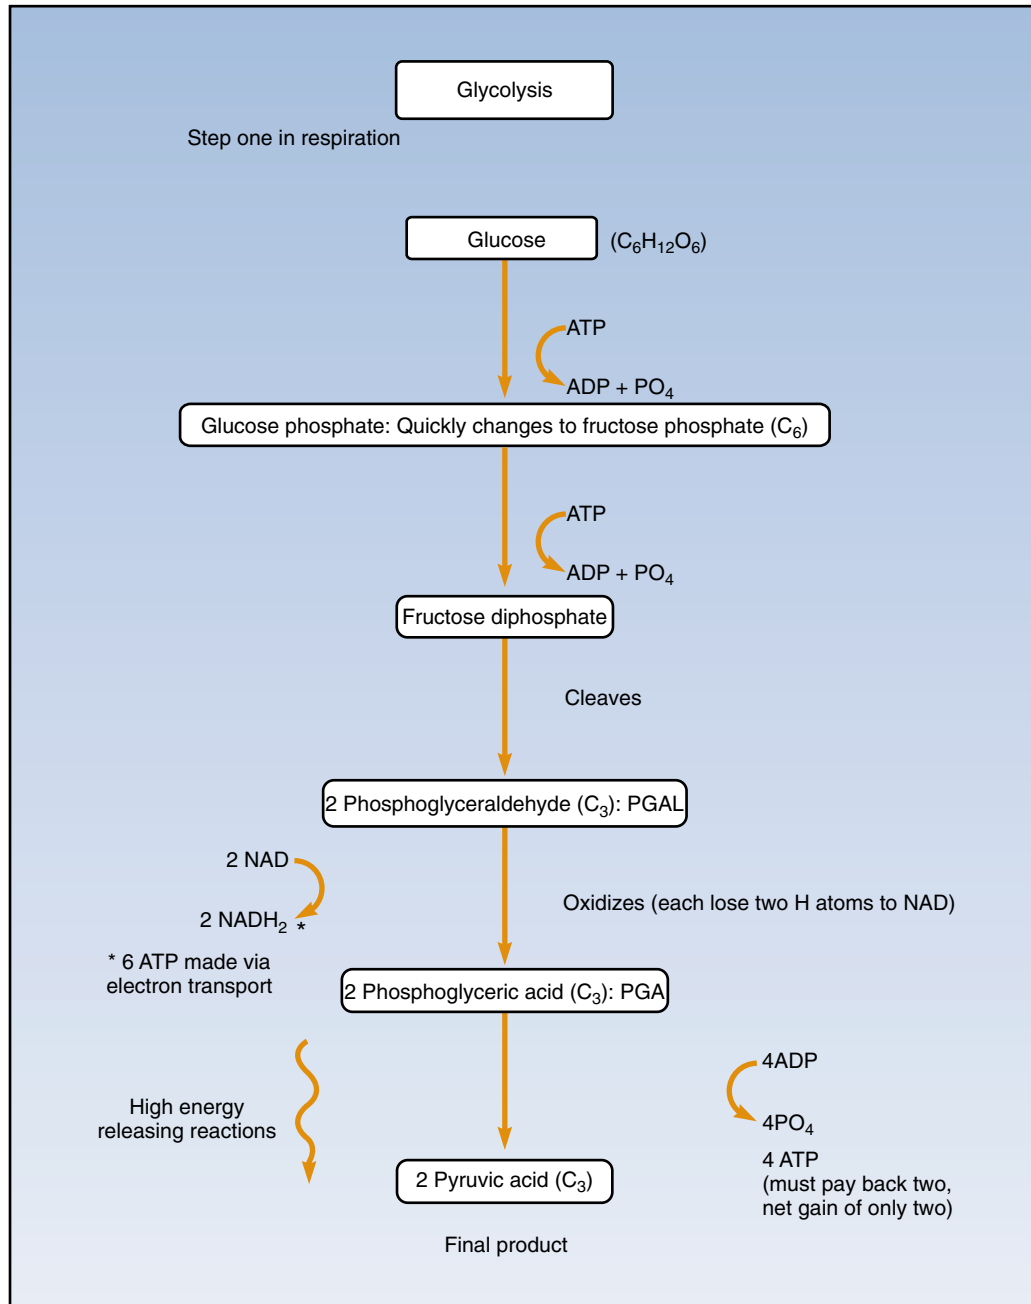 Glycolysis
Step one in respiration
Glucose (C₆H₁₂O₆)
ATP
ADP + PO₄
Glucose phosphate: Quickly changes to fructose phosphate (C₆)
ATP
ADP + PO₄
Fructose diphosphate
Cleaves
2 Phosphoglyceraldehyde (C₃): PGAL
2 NAD
2 NADH₂ *
* 6 ATP made via
electron transport
Oxidizes (each lose two H atoms to NAD)
2 Phosphoglyceric acid (C₃): PGA
High energy
releasing reactions
4ADP
4PO₄
4 ATP
(must pay back two,
net gain of only two)
2 Pyruvic acid (C₃)
Final product